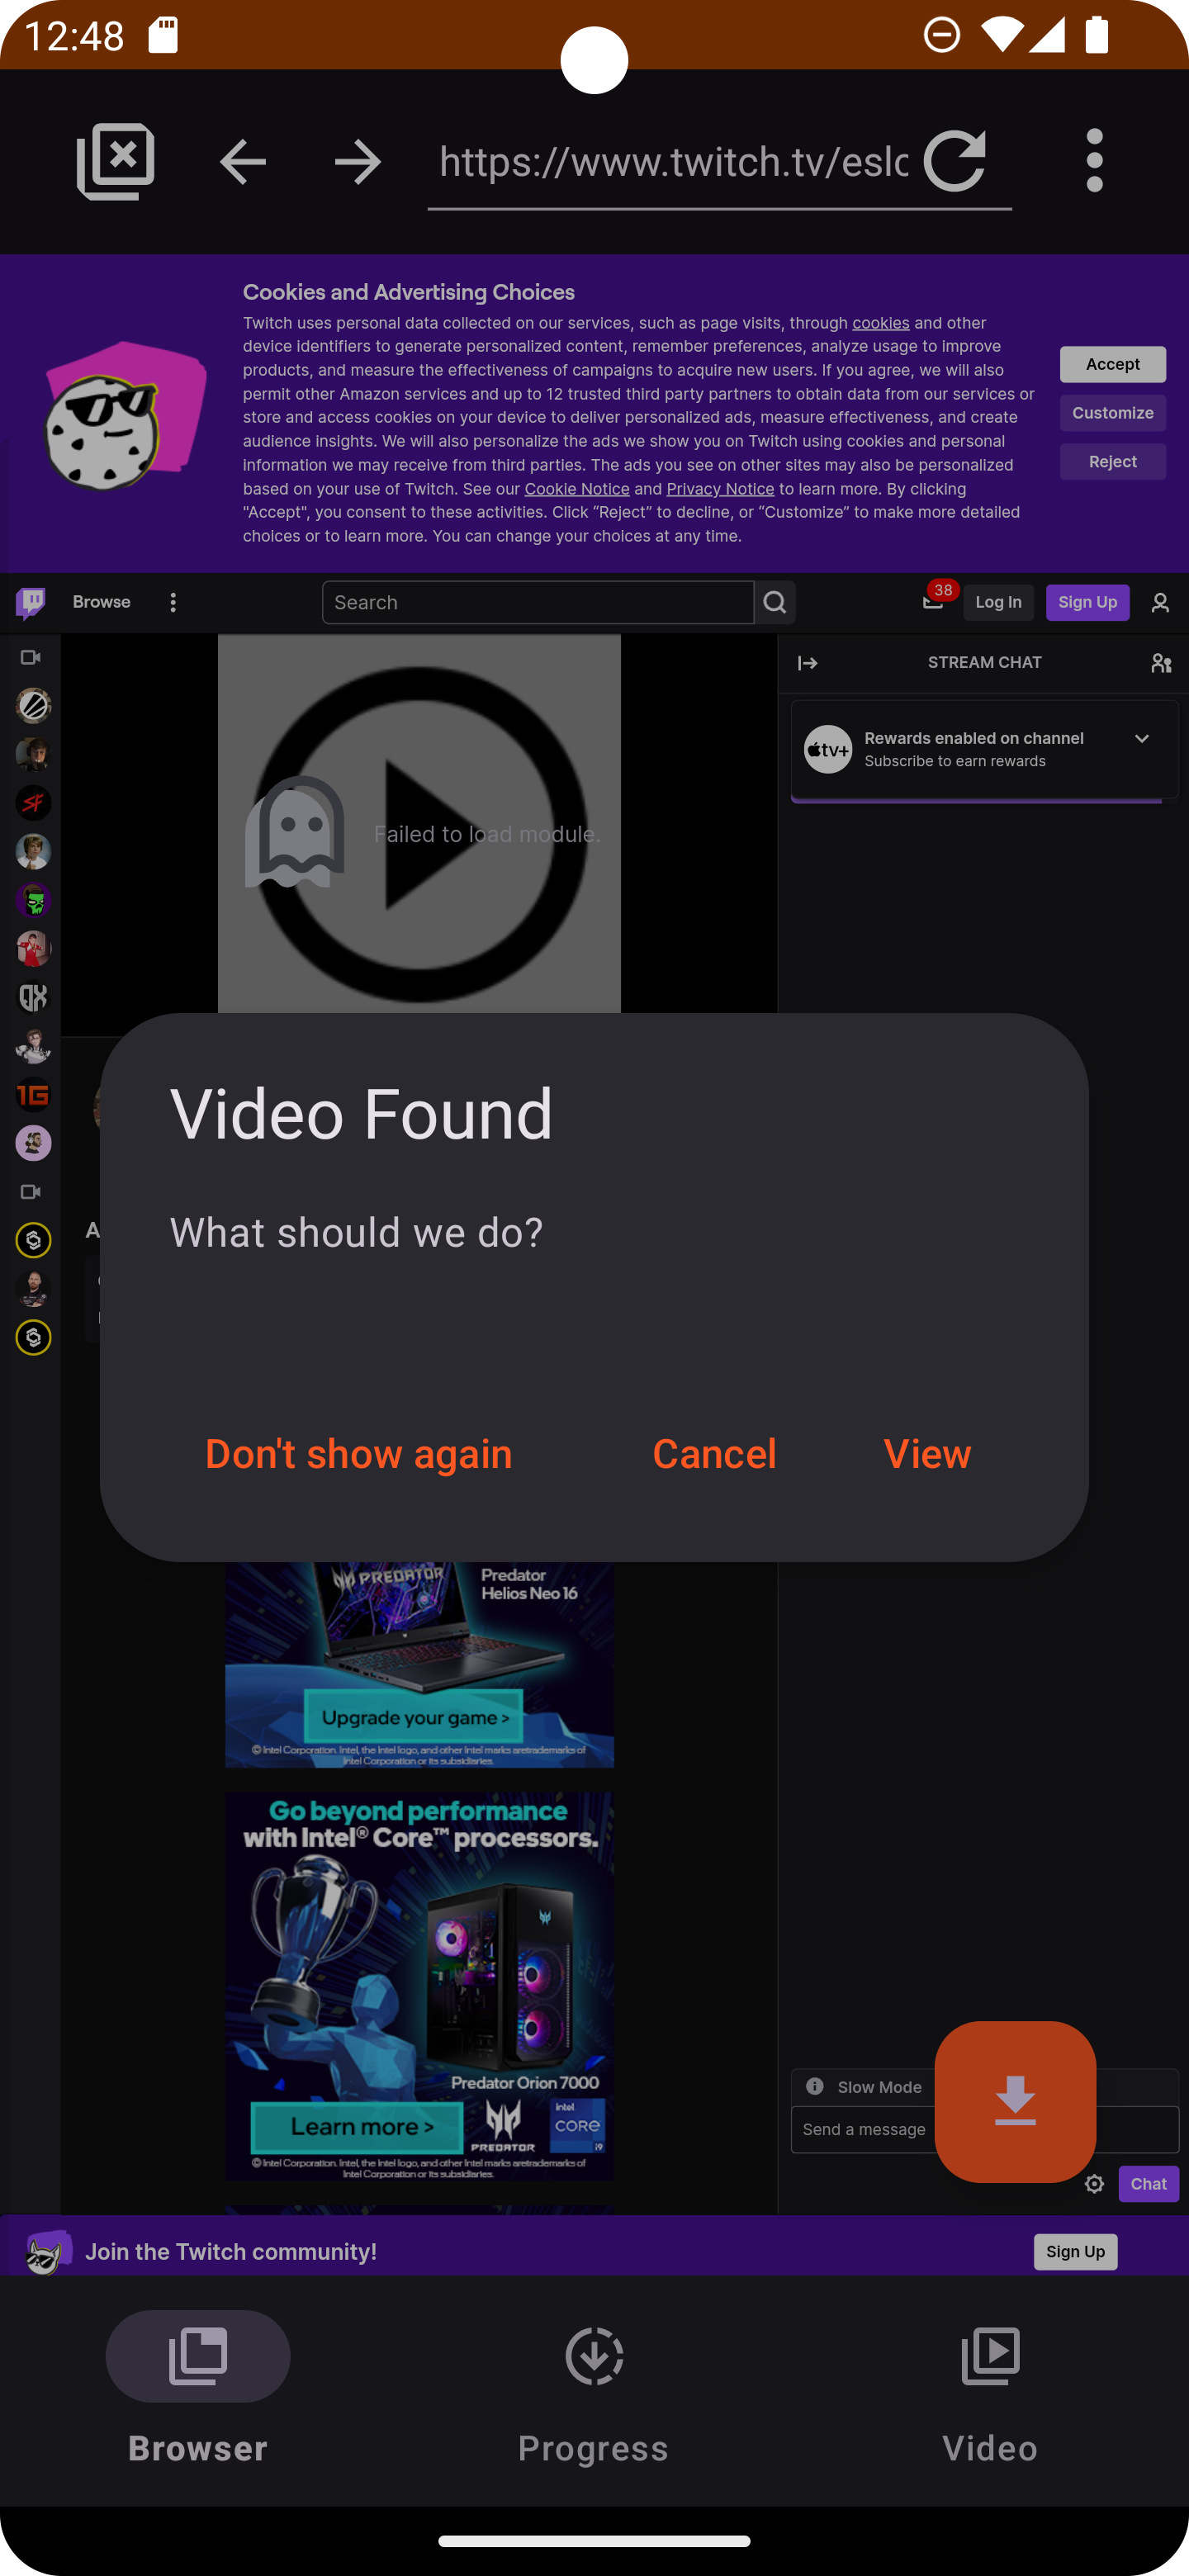 12:48
https://www.twitch.tv/eslc
Cookies and Advertising Choices
Twitch uses personal data collected on our services, such as page visits, through cookies and other
device identifiers to generate personalized content, remember preferences, analyze usage to improve
products, and measure the effectiveness of campaigns to acquire new users. If you agree, we will also
permit other Amazon services and up to 12 trusted third party partners to obtain data from our services or
store and access cookies on your device to deliver personalized ads, measure effectiveness, and create
audience insights. We will also personalize the ads we show you on Twitch using cookies and personal
information we may receive from third parties. The ads you see on other sites may also be personalized
based on your use of Twitch. See our Cookie Notice and Privacy Notice to learn more. By clicking
"Accept", you consent to these activities. Click “Reject” to decline, or “Customize” to make more detailed
choices or to learn more. You can change your choices at any time.
Accept
Customize
Reject
Browse
Search
38
Log In
Sign Up
STREAM CHAT
tv+
Rewards enabled on channel
Subscribe to earn rewards
SF
Failed to load module.
1G
Video Found
What should we do?
A
Don't show again
Cancel
View
PREDATOR
Predator
Helios Neo 16
Upgrade your game >
© Intel Corporation. Intel, the Intel logo, and other Intel marks aretrademarks of
Intel Corporation or its subsidiaries.
Go beyond performance
with Intel® Core™ processors.
Predator Orion 7000
Learn more >
PREDATOR
intel
CORE
i9
© Intel Corporation. Intel, the Intel logo, and other Intel marks aretrademarks of
Intel Corporation or its subsidiaries.
Slow Mode
Send a message
Chat
Join the Twitch community!
Sign Up
Browser
Progress
Video